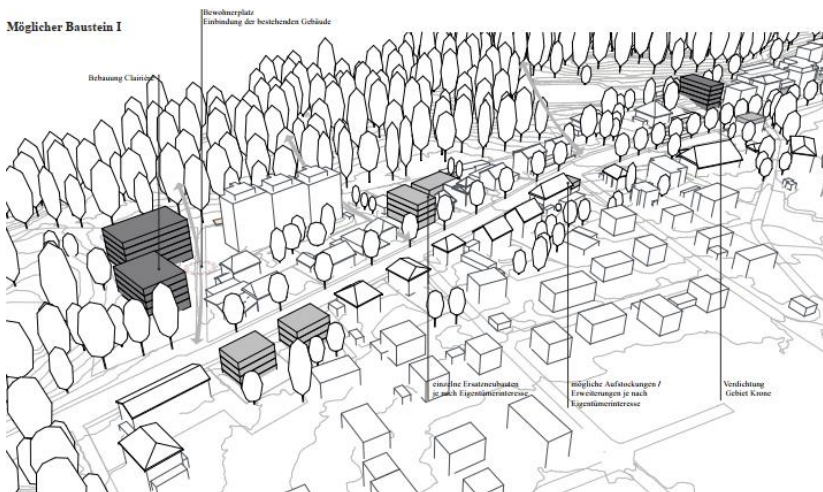 Möglicher Baustein I
Bewohnerplatz
Einbindung der bestehenden Gebäude
Bebauung Clairière
einzelne Ersatzneubauten
je nach Eigentümerinteresse
mögliche Aufstockungen /
Erweiterungen je nach
Eigentümerinteresse
Verdichtung
Gebiet Krone